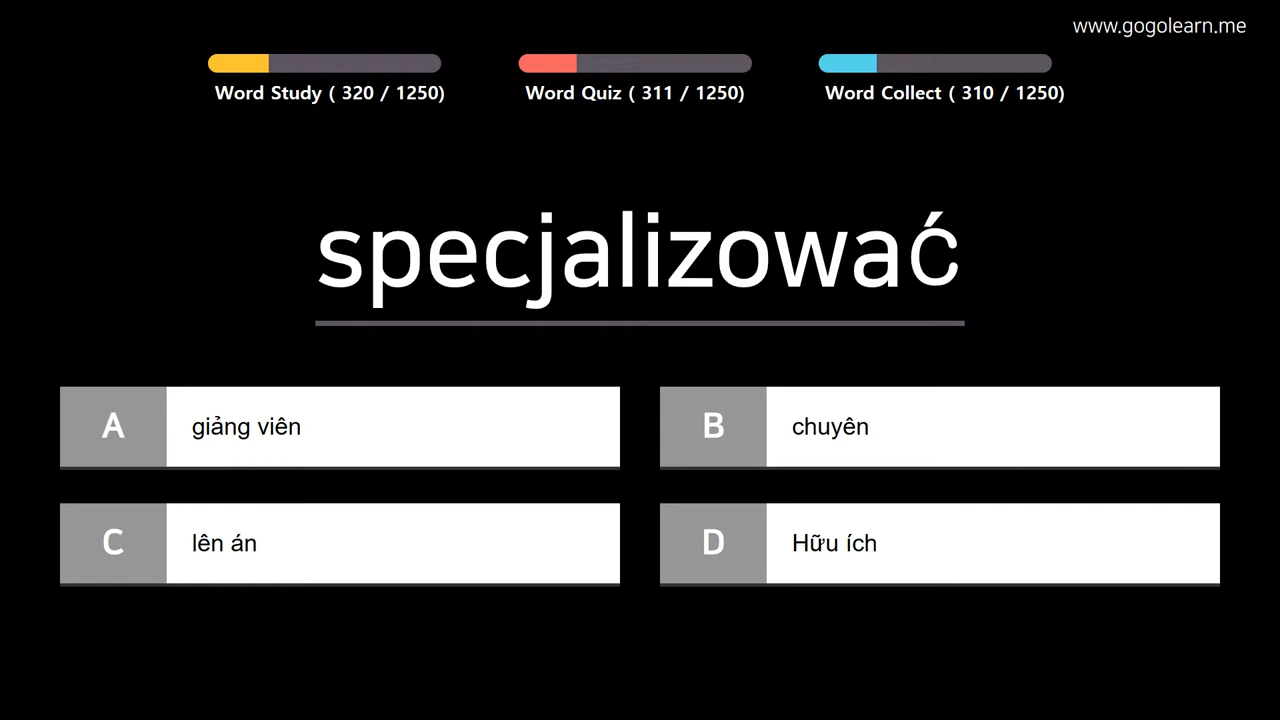 www.gogolearn.me
Word Study ( 320 / 1250)
Word Quiz ( 311 / 1250)
Word Collect ( 310 / 1250)
specjalizować
A giảng viên
B chuyên
C lên án
D Hữu ích